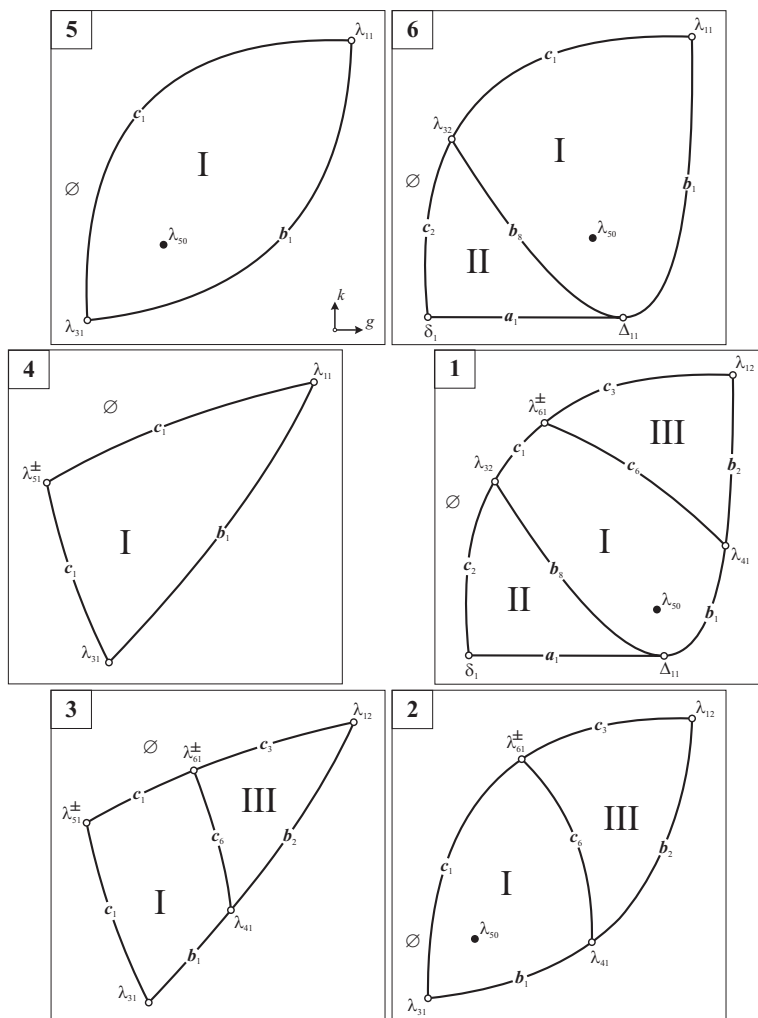 5
λ₁₁
c₁
I
∅
λ₅₀
b₁
λ₃₁
k
g
6
λ₁₁
c₁
λ₃₂
I
∅
b₁
c₂
b₈
λ₅₀
II
δ₁
a₁
Δ₁₁
4
λ₁₁
∅
c₁
λ₅₁±
I
b₁
c₁
λ₃₁
1
λ₁₂
c₃
λ₆₁±
III
c₁
λ₃₂
c₆
b₂
∅
I
λ₄₁
c₂
b₈
II
λ₅₀
b₁
δ₁
a₁
Δ₁₁
3
λ₁₂
∅
λ₆₁±
c₃
c₁
III
λ₅₁±
c₆
b₂
I
c₁
λ₄₁
b₁
λ₃₁
2
λ₁₂
c₃
λ₆₁±
III
c₆
b₂
c₁
I
∅
λ₅₀
λ₄₁
b₁
λ₃₁